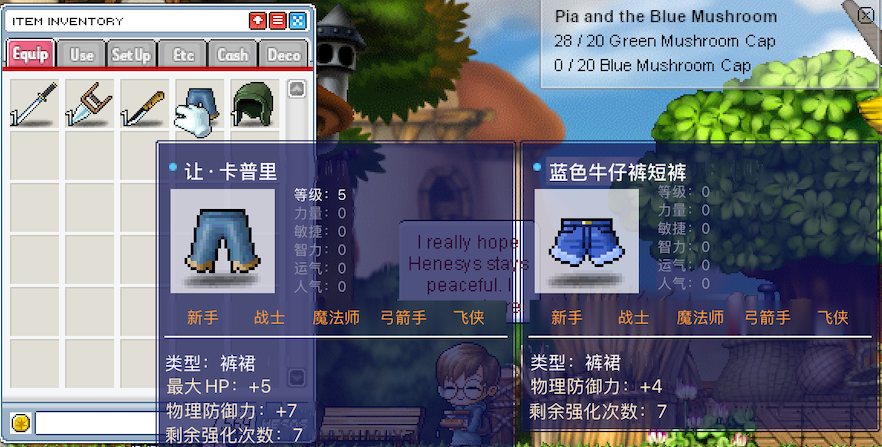 ITEM INVENTORY
Equip
Use
Set Up
Etc
Cash
Deco
Pia and the Blue Mushroom
28 / 20 Green Mushroom Cap
0 / 20 Blue Mushroom Cap
1
1
1
1
让 · 卡普里
等级：5
力量：0
敏捷：0
智力：0
运气：0
人气：0
新手 战士 魔法师 弓箭手 飞侠
类型：裤裙
最大 HP：+5
物理防御力：+7
剩余强化次数：7
I really hope
Henesys stays
peaceful. I
蓝色牛仔裤短裤
等级：0
力量：0
敏捷：0
智力：0
运气：0
人气：0
新手 战士 魔法师 弓箭手 飞侠
类型：裤裙
物理防御力：+4
剩余强化次数：7